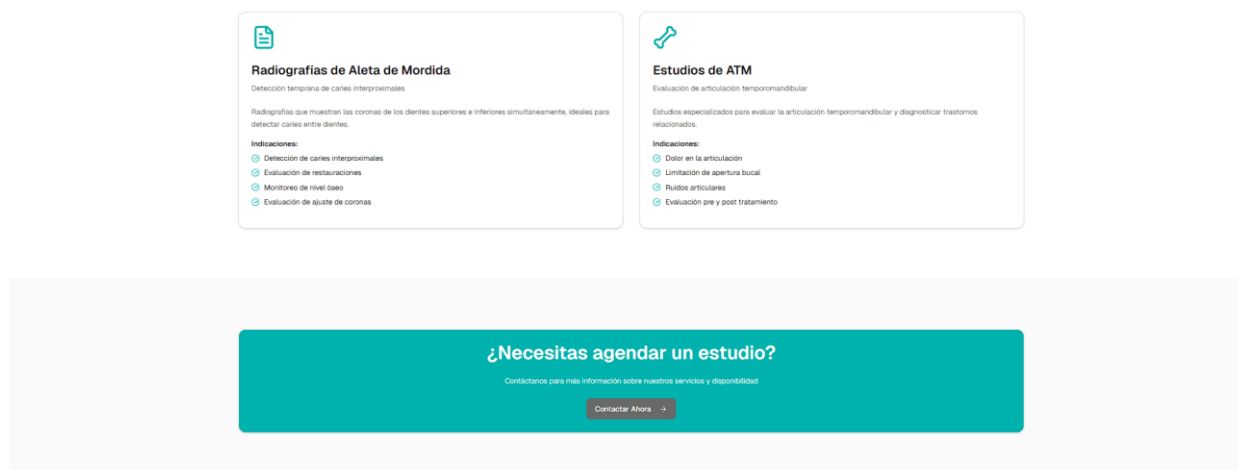 Radiografías de Aleta de Mordida
Detección temprana de caries interproximales
Radiografías que muestran las coronas de los dientes superiores e inferiores simultáneamente, ideales para
detectar caries entre dientes.
Indicaciones:
Detección de caries interproximales
Evaluación de restauraciones
Monitoreo de nivel óseo
Evaluación de ajuste de coronas
Estudios de ATM
Evaluación de articulación temporomandibular
Estudios especializados para evaluar la articulación temporomandibular y diagnosticar trastornos
relacionados.
Indicaciones:
Dolor en la articulación
Limitación de apertura bucal
Ruidos articulares
Evaluación pre y post tratamiento
¿Necesitas agendar un estudio?
Contáctanos para más información sobre nuestros servicios y disponibilidad
Contactar Ahora